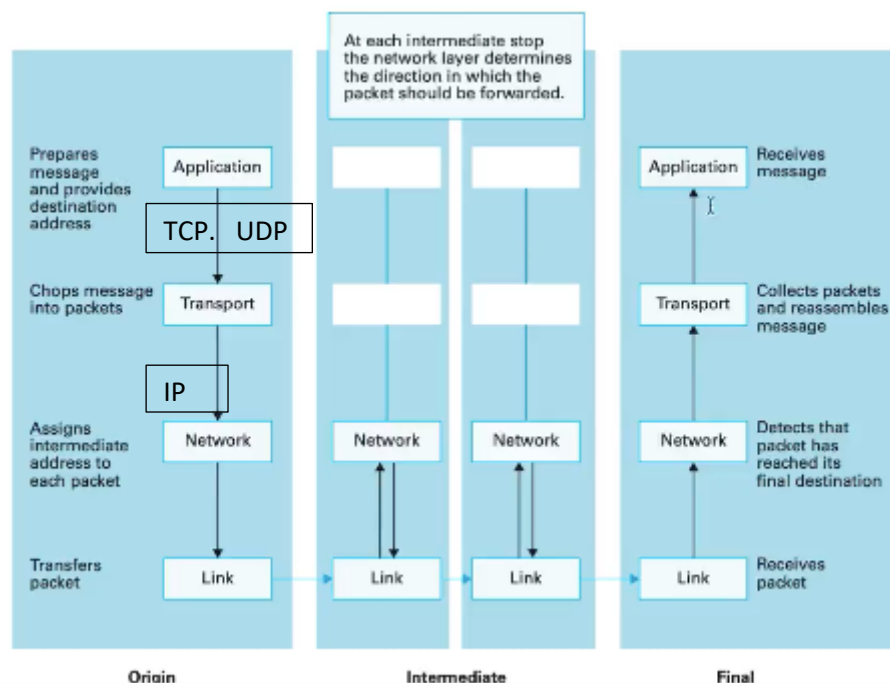 At each intermediate stop
the network layer determines
the direction in which the
packet should be forwarded.
Prepares
message
and provides
destination
address
Application
Application
Receives
message
TCP. UDP
Chops message
into packets
Transport
Transport
Collects packets
and reassembles
message
IP
Assigns
intermediate
address to
each packet
Network
Network
Network
Network
Detects that
packet has
reached its
final destination
Transfers
packet
Link
Link
Link
Link
Receives
packet
Origin
Intermediate
Final